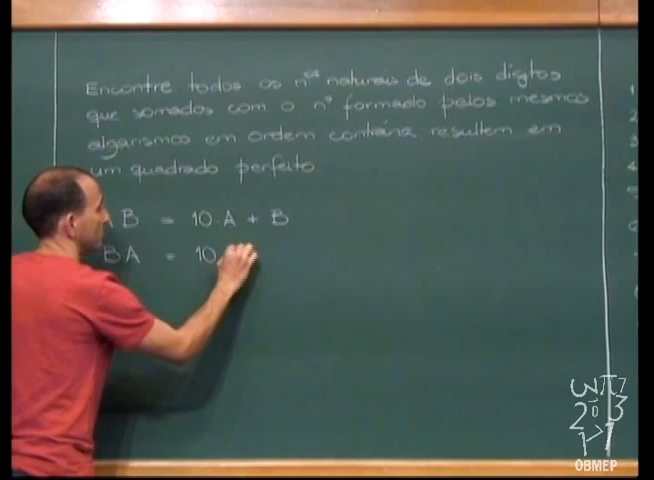 Encontre todos os nos naturais de dois dígitos
que somados com o nº formado pelos mesmos
algarismos em ordem contrária resultem em
um quadrado perfeito
B = 10.A + B
BA = 10.
OBMEP